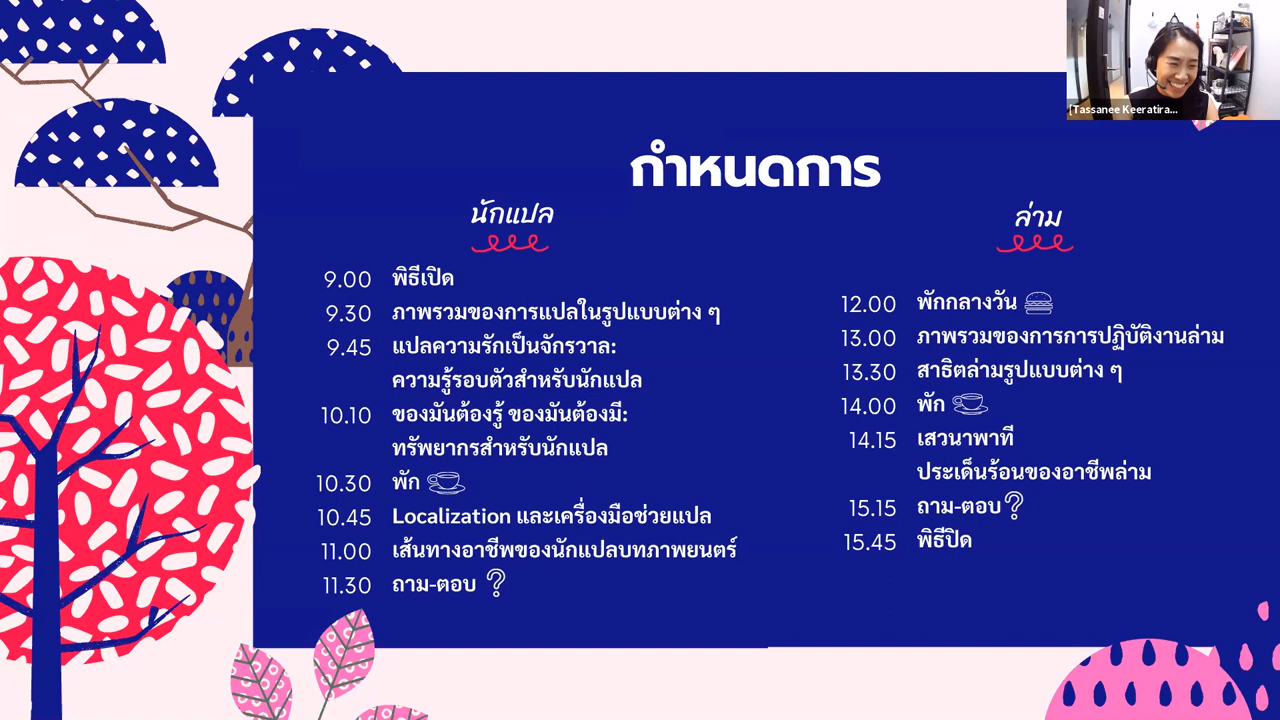 [Tassanee Keeratira...
กำหนดการ
นักแปล
9.00 พิธีเปิด
9.30 ภาพรวมของการแปลในรูปแบบต่าง ๆ
9.45 แปลความรักเป็นจักรวาล:
ความรู้รอบตัวสำหรับนักแปล
10.10 ของมันต้องรู้ ของมันต้องมี:
ทรัพยากรสำหรับนักแปล
10.30 พัก
10.45 Localization และเครื่องมือช่วยแปล
11.00 เส้นทางอาชีพของนักแปลบทภาพยนตร์
11.30 ถาม-ตอบ
ล่าม
12.00 พักกลางวัน
13.00 ภาพรวมของการการปฏิบัติงานล่าม
13.30 สาธิตล่ามรูปแบบต่าง ๆ
14.00 พัก
14.15 เสวนาพาที
ประเด็นร้อนของอาชีพล่าม
15.15 ถาม-ตอบ
15.45 พิธีปิด